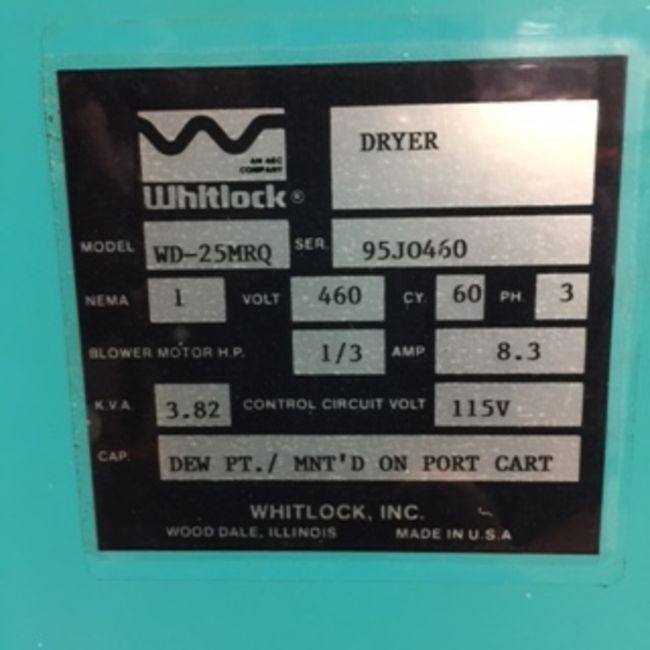 AN AEC
COMPANY
Whitlock®
DRYER
MODEL WD-25MRQ SER. 95J0460
NEMA 1 VOLT 460 CY. 60 PH. 3
BLOWER MOTOR H.P. 1/3 AMP 8.3
K.V.A. 3.82 CONTROL CIRCUIT VOLT 115V
CAP. DEW PT./ MNT'D ON PORT CART
WHITLOCK, INC.
WOOD DALE, ILLINOIS MADE IN U.S.A